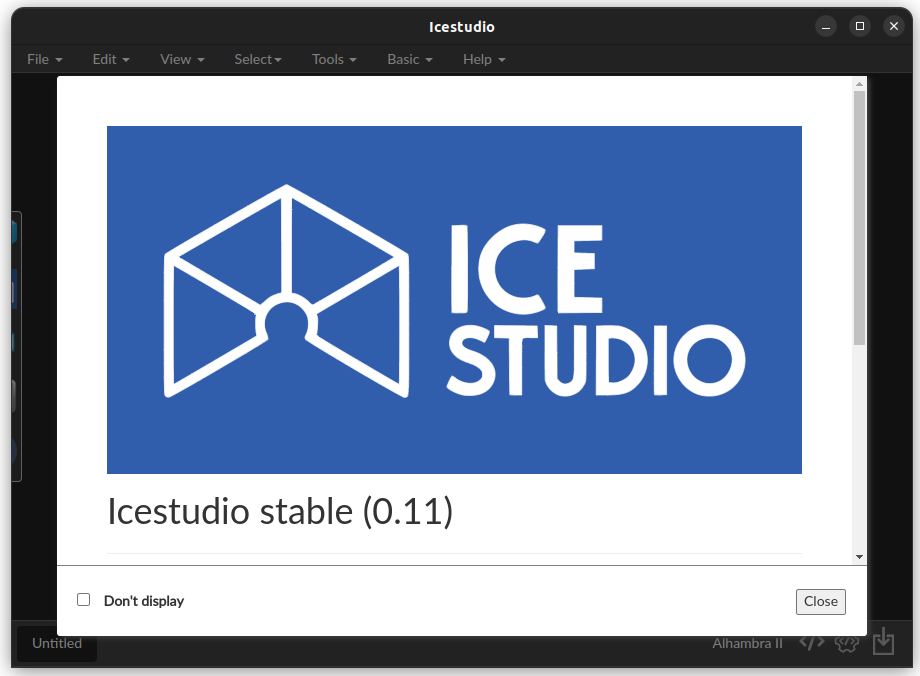 Icestudio
File Edit View Select Tools Basic Help
ICE
STUDIO
Icestudio stable (0.11)
Don't display
Close
Untitled
Alhambra II